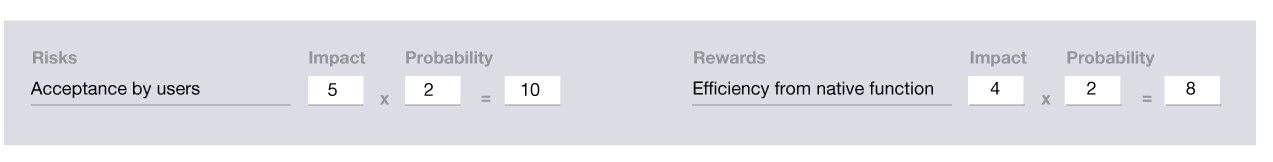 Risks Impact Probability
Acceptance by users 5 x 2 = 10
Rewards Impact Probability
Efficiency from native function 4 x 2 = 8